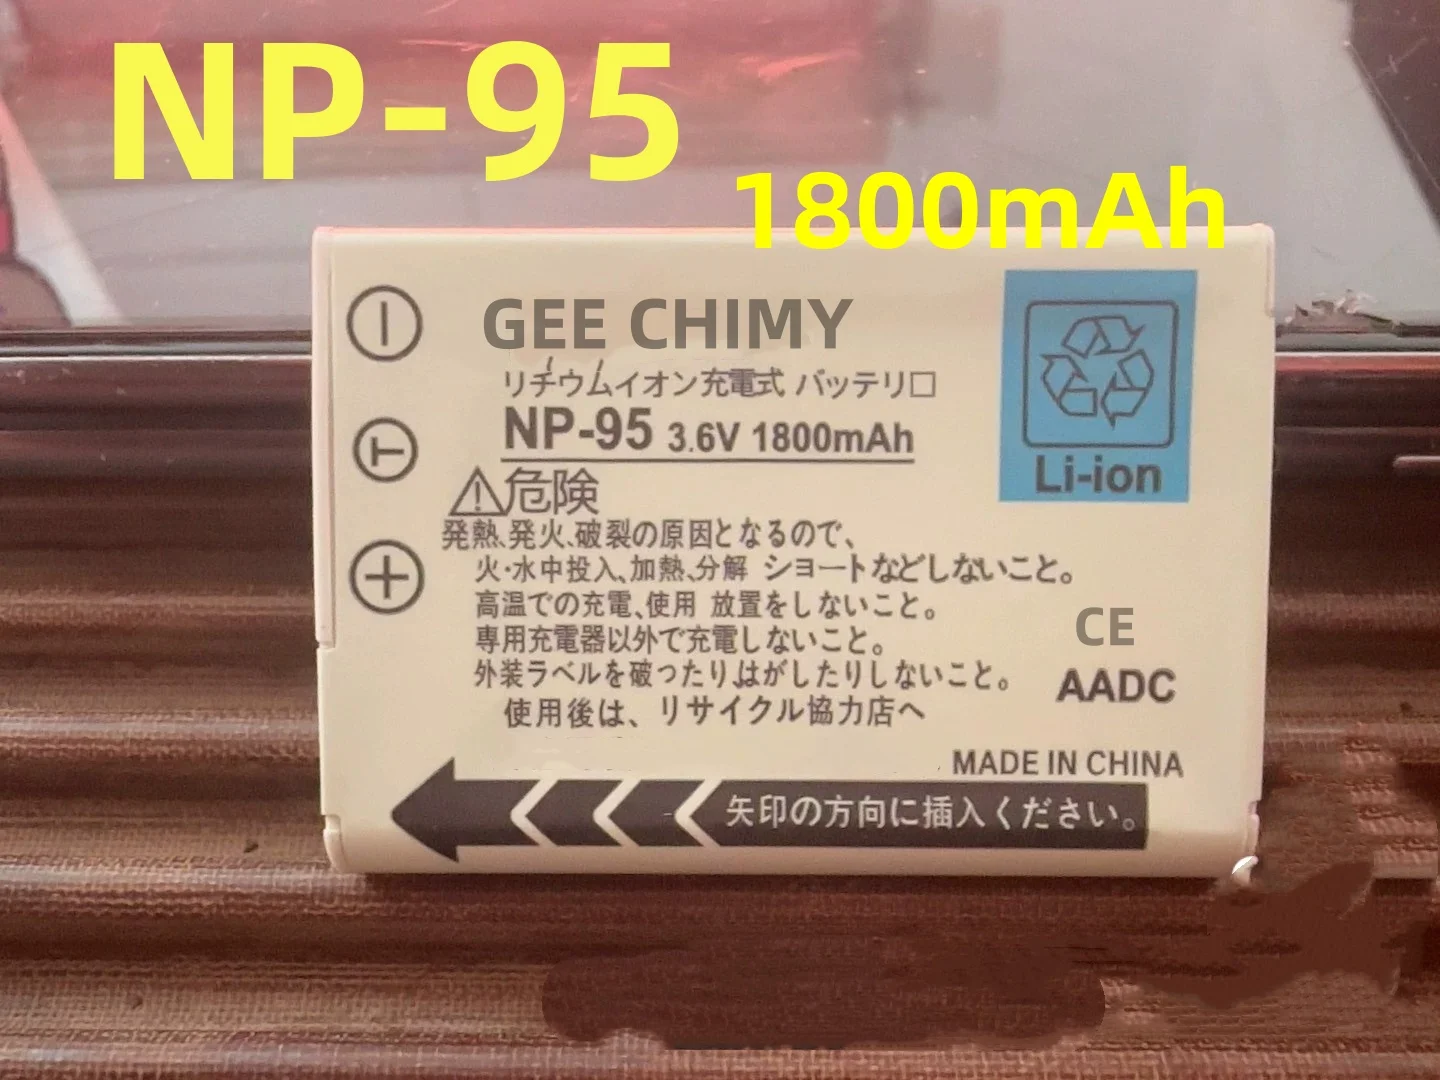 NP-95
1800mAh
GEE CHIMY
リチウムイオン充電式 バッテリ□
NP-95 3.6V 1800mAh
Li-ion
T
危険
発熱、発火、破裂の原因となるので、
火・水中投入、加熱、分解 ショートなどしないこと。
高温での充電、使用 放置をしないこと。
専用充電器以外で充電しないこと。
外装ラベルを破ったり、はがしたりしないこと。
使用後は、リサイクル協力店へ
CE
AADC
MADE IN CHINA
矢印の方向に插入ください。